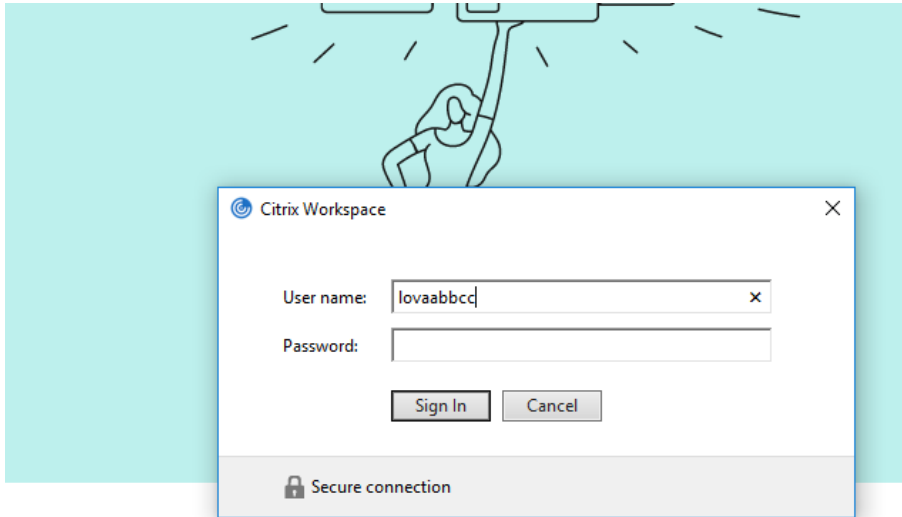 Citrix Workspace
User name: lovaabbcc
Password:
Sign In Cancel
Secure connection